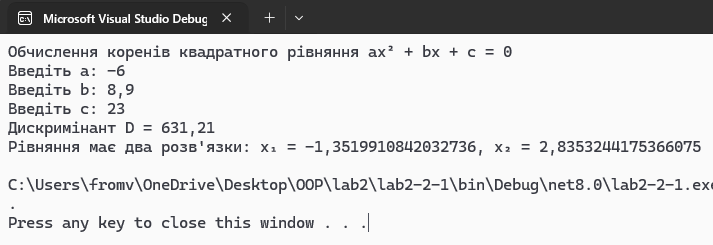 Microsoft Visual Studio Debug
Обчислення коренів квадратного рівняння ax² + bx + c = 0
Введіть a: -6
Введіть b: 8,9
Введіть c: 23
Дискримінант D = 631,21
Рівняння має два розв'язки: x₁ = -1,3519910842032736, x₂ = 2,8353244175366075
C:\Users\fromv\OneDrive\Desktop\OOP\lab2\lab2-2-1\bin\Debug\net8.0\lab2-2-1.exe
.
Press any key to close this window . . .